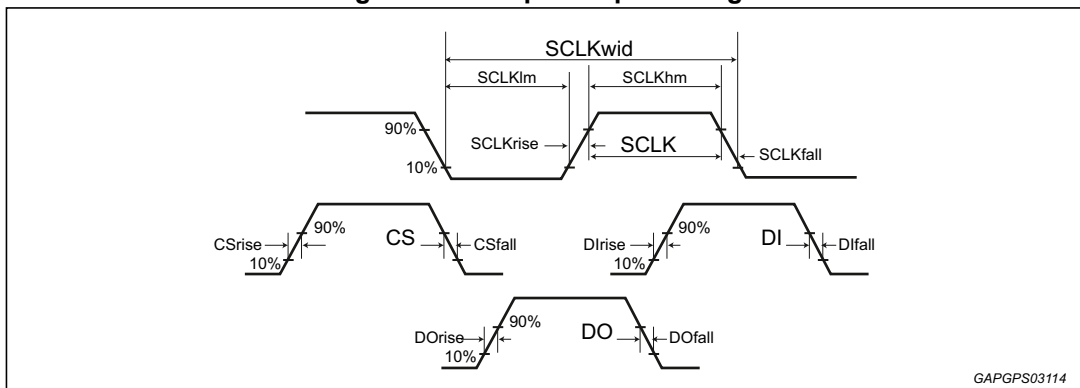 SCLKwid
SCLKlm
SCLKhm
90%
SCLKrise
SCLK
SCLKfall
10%
CSrise
90%
CS
CSfall
10%
DIrise
90%
DI
DIfall
10%
DOrise
90%
DO
DOfall
10%
GAPGPS03114